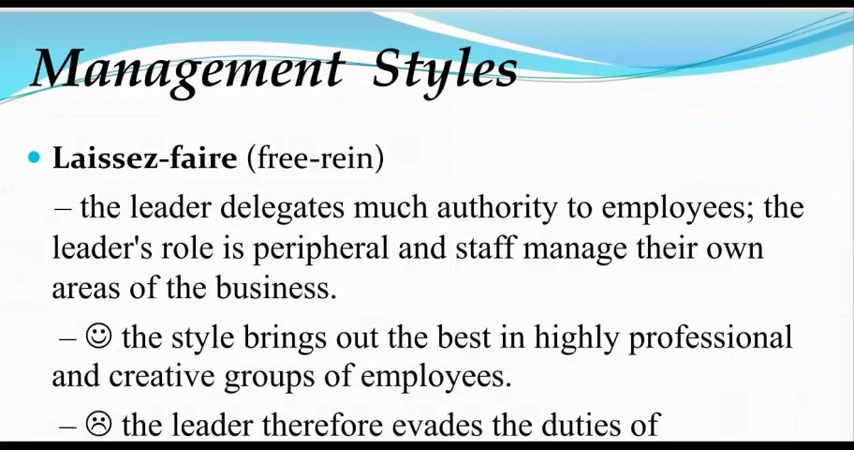 Management Styles
• Laissez-faire (free-rein)
– the leader delegates much authority to employees; the
leader's role is peripheral and staff manage their own
areas of the business.
– ☺ the style brings out the best in highly professional
and creative groups of employees.
– ☹ the leader therefore evades the duties of